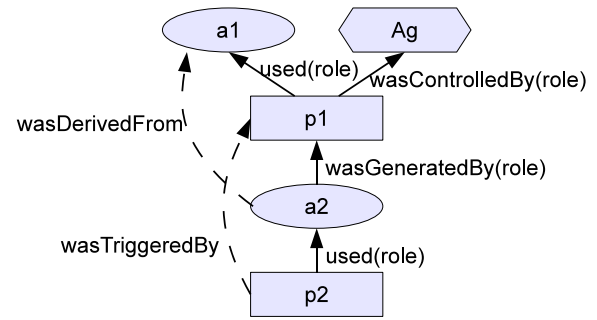 a1
Ag
used(role)
wasControlledBy(role)
p1
wasDerivedFrom
wasGeneratedBy(role)
a2
wasTriggeredBy
used(role)
p2